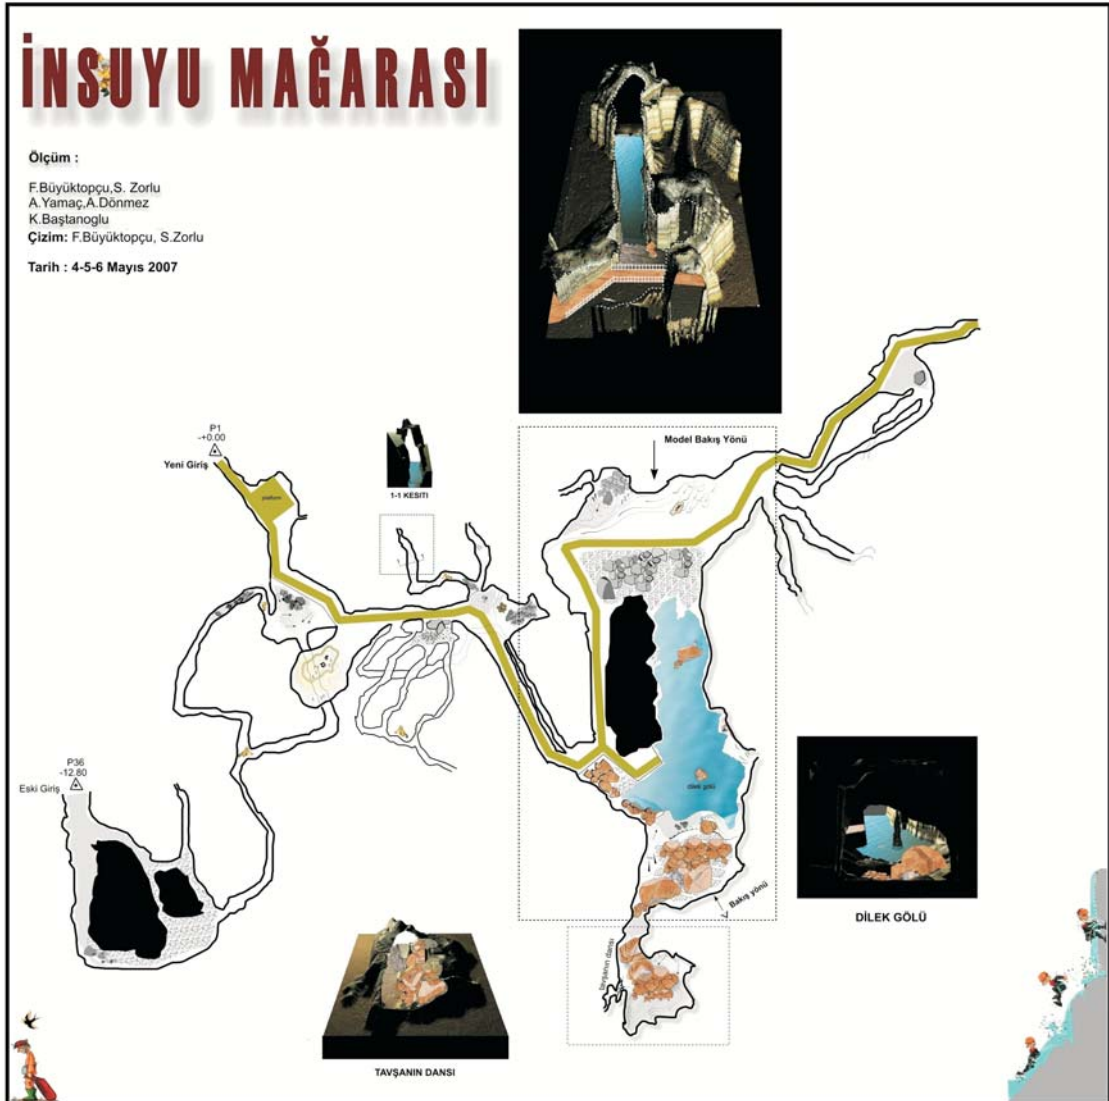 İNSUYU MAĞARASI
Ölçüm :
F.Büyüktopçu,S. Zorlu
A.Yamaç,A.Dönmez
K.Baştanoglu
Çizim: F.Büyüktopçu, S.Zorlu
Tarih : 4-5-6 Mayıs 2007
P1
-+0.00
Yeni Giriş
platform
1-1 KESITI
Model Bakış Yönü
P36
-12.80
Eski Giriş
dilek gölü
Bakış yönü
DİLEK GÖLÜ
tavşanın dansı
TAVŞANIN DANSI